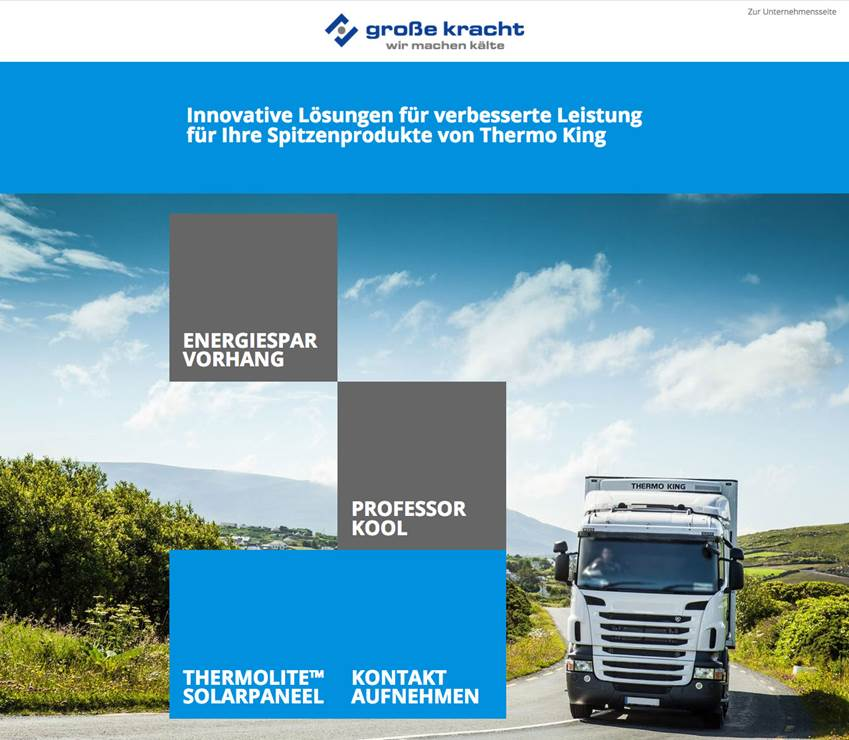 Zur Unternehmensseite
große kracht
wir machen kälte
Innovative Lösungen für verbesserte Leistung
für Ihre Spitzenprodukte von Thermo King
ENERGIESPAR
VORHANG
PROFESSOR
KOOL
THERMO KING
THERMOLITE™
SOLARPANEEL
KONTAKT
AUFNEHMEN